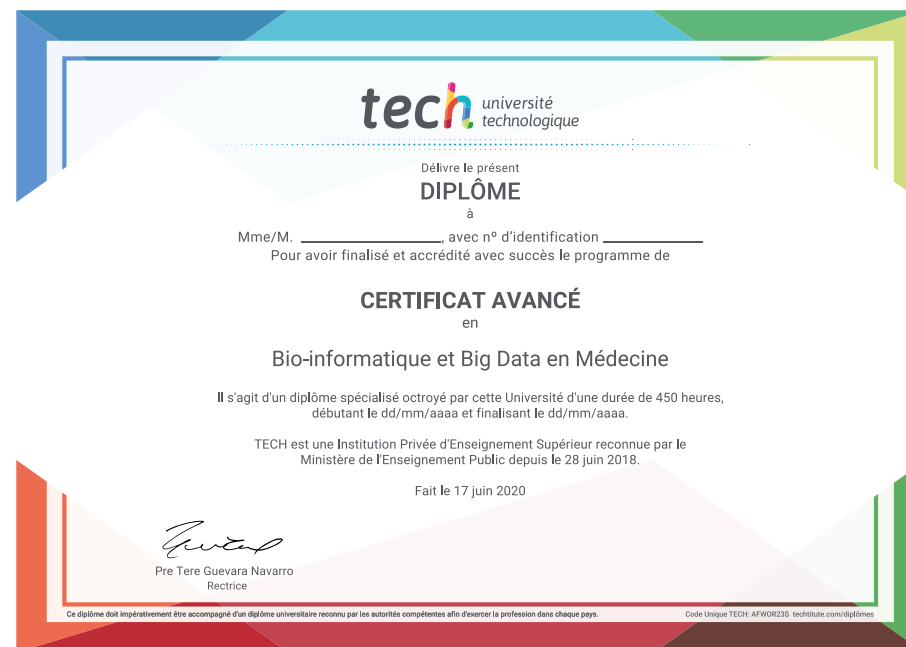 tech université
technologique
Délivre le présent
DIPLÔME
à
Mme/M. ____________________, avec nº d'identification ______________
Pour avoir finalisé et accrédité avec succès le programme de
CERTIFICAT AVANCÉ
en
Bio-informatique et Big Data en Médecine
Il s'agit d'un diplôme spécialisé octroyé par cette Université d'une durée de 450 heures,
débutant le dd/mm/aaaa et finalisant le dd/mm/aaaa.
TECH est une Institution Privée d'Enseignement Supérieur reconnue par le
Ministère de l'Enseignement Public depuis le 28 juin 2018.
Fait le 17 juin 2020
Pre Tere Guevara Navarro
Rectrice
Ce diplôme doit impérativement être accompagné d'un diplôme universitaire reconnu par les autorités compétentes afin d'exercer la profession dans chaque pays.
Code Unique TECH: AFWOR23S techtitute.com/diplômes